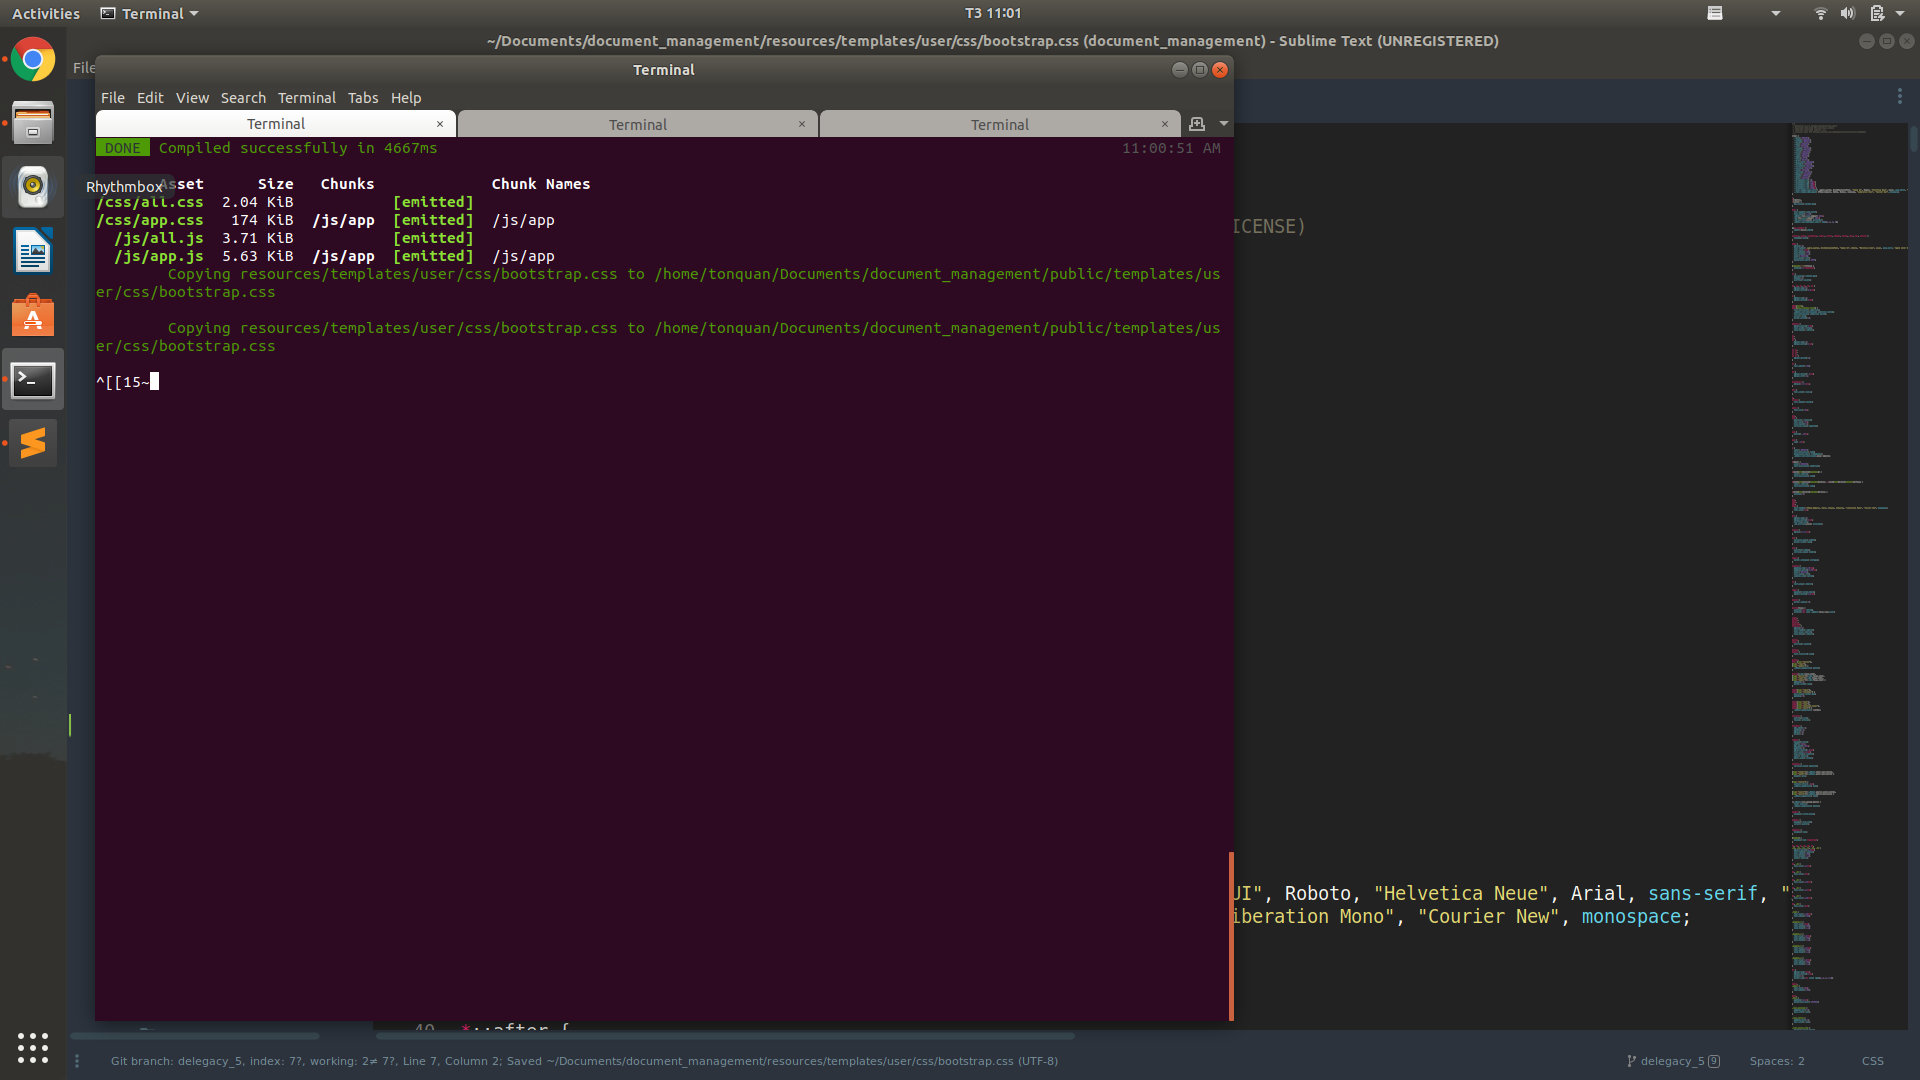 Activities
Terminal
T3 11:01
~/Documents/document_management/resources/templates/user/css/bootstrap.css (document_management) - Sublime Text (UNREGISTERED)
File
Terminal
File Edit View Search Terminal Tabs Help
Terminal × Terminal × Terminal ×
DONE Compiled successfully in 4667ms 11:00:51 AM
Rhythmbox
sset Size Chunks Chunk Names
/css/all.css 2.04 KiB [emitted]
/css/app.css 174 KiB /js/app [emitted] /js/app
/js/all.js 3.71 KiB [emitted]
/js/app.js 5.63 KiB /js/app [emitted] /js/app
Copying resources/templates/user/css/bootstrap.css to /home/tonquan/Documents/document_management/public/templates/us
er/css/bootstrap.css
Copying resources/templates/user/css/bootstrap.css to /home/tonquan/Documents/document_management/public/templates/us
er/css/bootstrap.css
^[[15~
ICENSE)
UI", Roboto, "Helvetica Neue", Arial, sans-serif, "
iberation Mono", "Courier New", monospace;
40 *::after {
Git branch: delegacy_5, index: 7?, working: 2≠ 7?, Line 7, Column 2; Saved ~/Documents/document_management/resources/templates/user/css/bootstrap.css (UTF-8)
delegacy_5 9
Spaces: 2
CSS